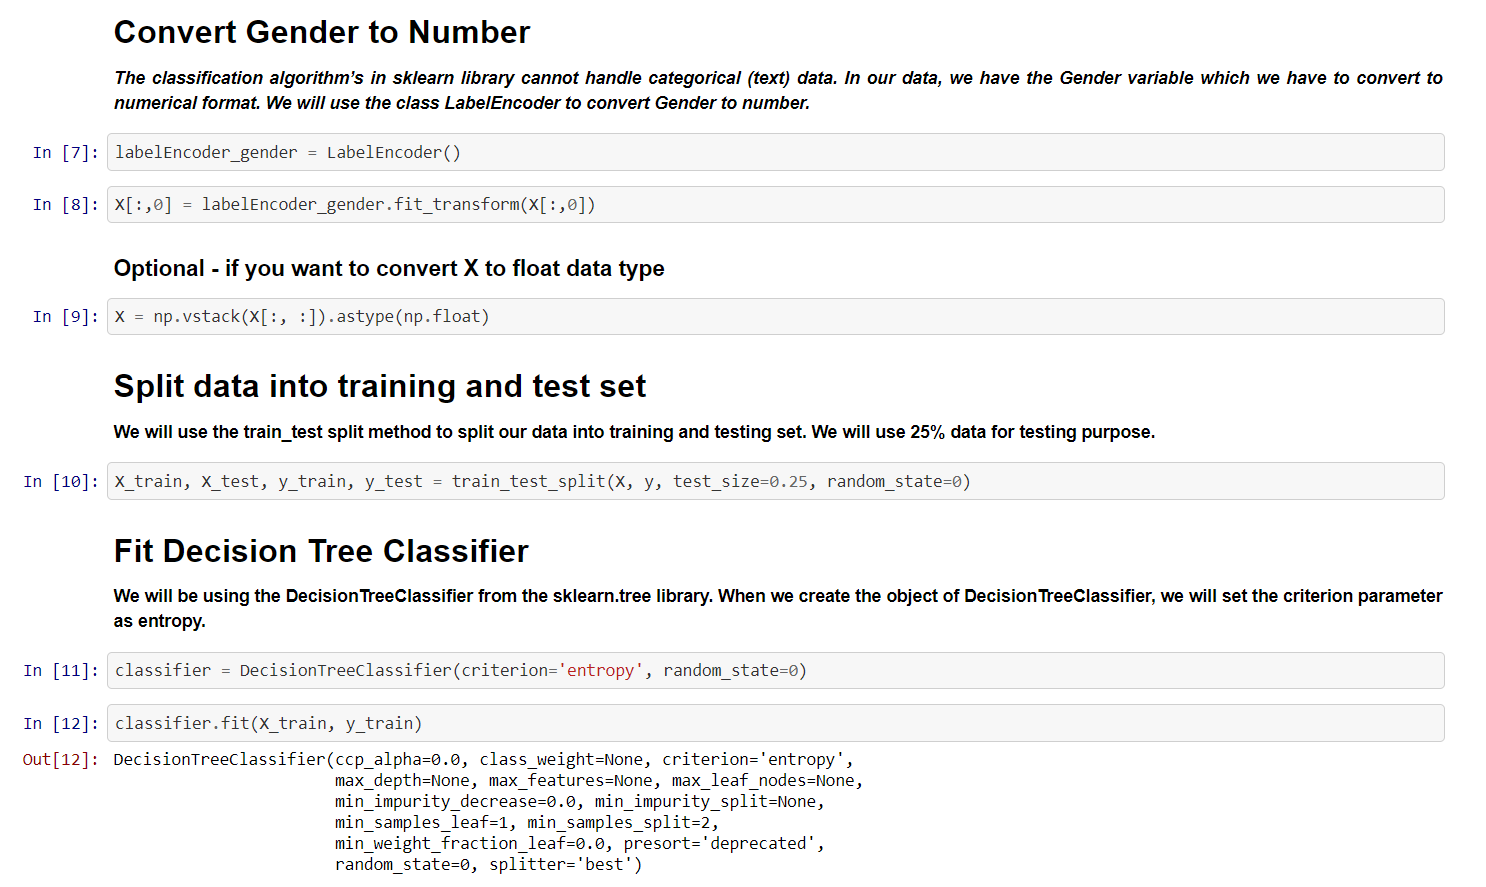 Convert Gender to Number
The classification algorithm’s in sklearn library cannot handle categorical (text) data. In our data, we have the Gender variable which we have to convert to
numerical format. We will use the class LabelEncoder to convert Gender to number.
In [7]: labelEncoder_gender = LabelEncoder()
In [8]: X[:,0] = labelEncoder_gender.fit_transform(X[:,0])
Optional - if you want to convert X to float data type
In [9]: X = np.vstack(X[:, :]).astype(np.float)
Split data into training and test set
We will use the train_test split method to split our data into training and testing set. We will use 25% data for testing purpose.
In [10]: X_train, X_test, y_train, y_test = train_test_split(X, y, test_size=0.25, random_state=0)
Fit Decision Tree Classifier
We will be using the DecisionTreeClassifier from the sklearn.tree library. When we create the object of DecisionTreeClassifier, we will set the criterion parameter
as entropy.
In [11]: classifier = DecisionTreeClassifier(criterion='entropy', random_state=0)
In [12]: classifier.fit(X_train, y_train)
Out[12]: DecisionTreeClassifier(ccp_alpha=0.0, class_weight=None, criterion='entropy',
max_depth=None, max_features=None, max_leaf_nodes=None,
min_impurity_decrease=0.0, min_impurity_split=None,
min_samples_leaf=1, min_samples_split=2,
min_weight_fraction_leaf=0.0, presort='deprecated',
random_state=0, splitter='best')